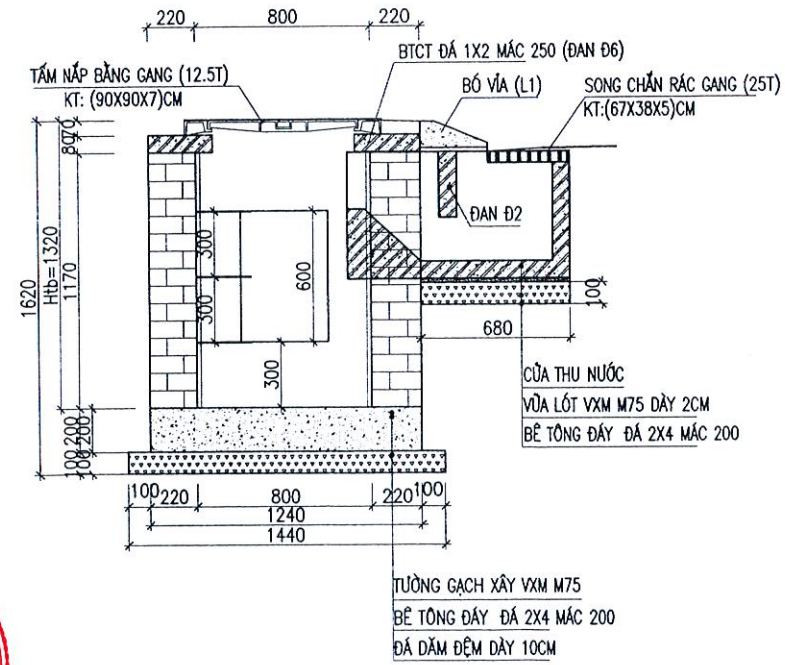 220
800
220
BTCT ĐÁ 1X2 MÁC 250 (ĐAN Đ6)
TẤM NẮP BẰNG GANG (12.5T)
KT: (90X90X7)CM
BÓ VỈA (L1)
SONG CHẮN RÁC GANG (25T)
KT:(67X38X5)CM
ĐAN Đ2
1620
Htb=1320
80
70
1170
100
200
100
200
300
300
600
300
100
680
CỬA THU NƯỚC
VỮA LÓT VXM M75 DÀY 2CM
BÊ TÔNG ĐÁY ĐÁ 2X4 MÁC 200
100
220
800
220
100
1240
1440
TƯỜNG GẠCH XÂY VXM M75
BÊ TÔNG ĐÁY ĐÁ 2X4 MÁC 200
ĐÁ DĂM ĐỆM DÀY 10CM